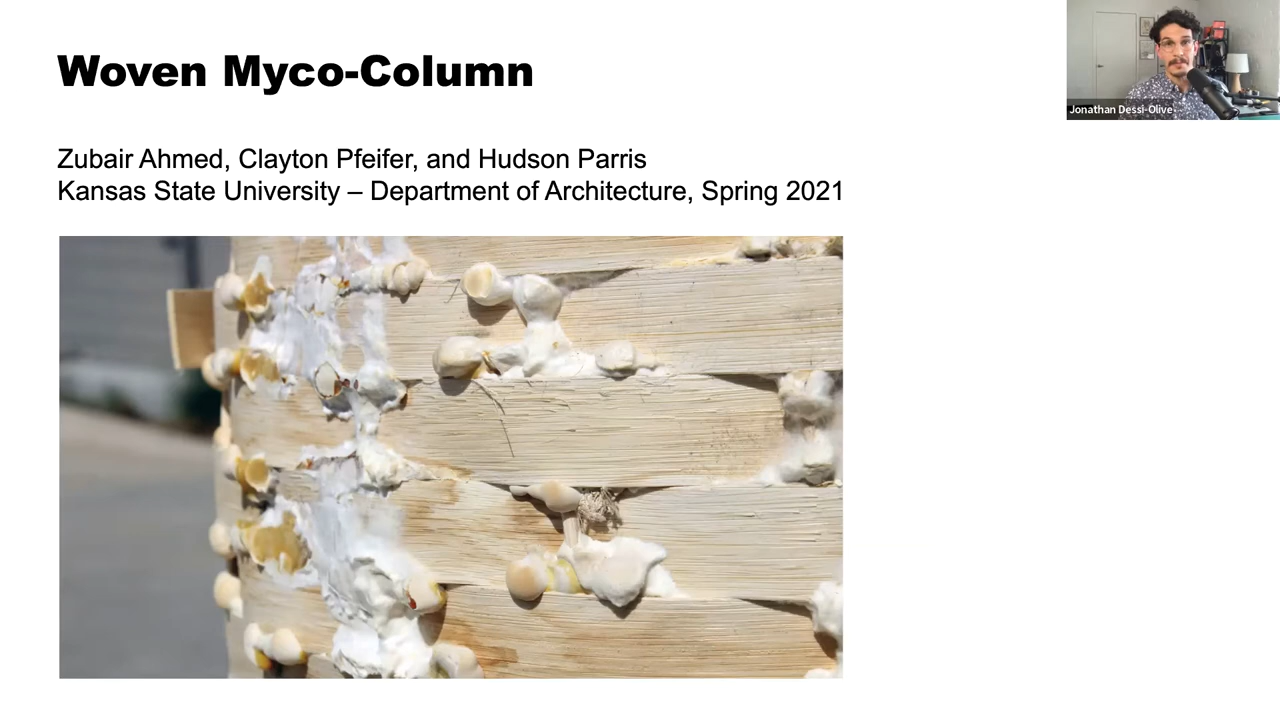 Woven Myco-Column
Jonathan Dessi-Olive
Zubair Ahmed, Clayton Pfeifer, and Hudson Parris
Kansas State University – Department of Architecture, Spring 2021